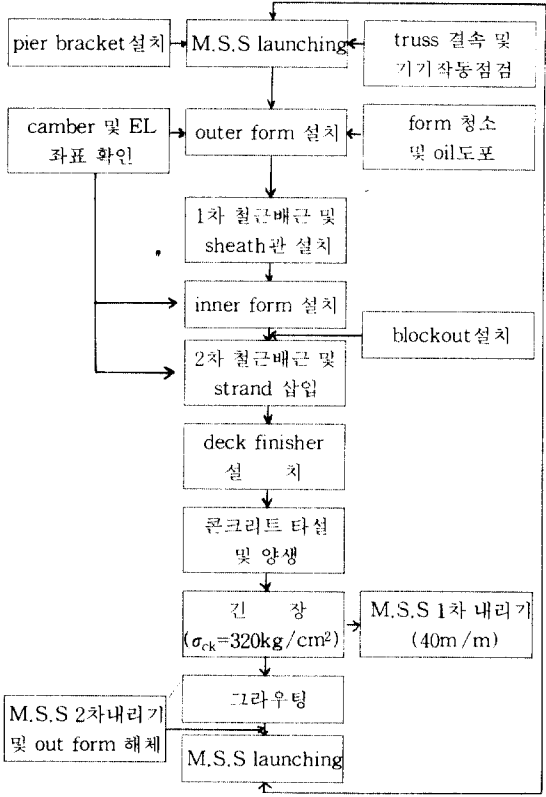 pier bracket설치
M.S.S launching
truss 결속 및
기기작동점검
camber 및 EL
좌표 확인
outer form 설치
form 청소
및 oil도포
1차 철근배근 및
sheath관 설치
inner form 설치
blockout설치
2차 철근배근 및
strand 삽입
deck finisher
설 치
콘크리트 타설
및 양생
긴 장
(σck=320kg/cm²)
M.S.S 1차 내리기
(40m/m)
그라우팅
M.S.S 2차내리기
및 out form 해체
M.S.S launching